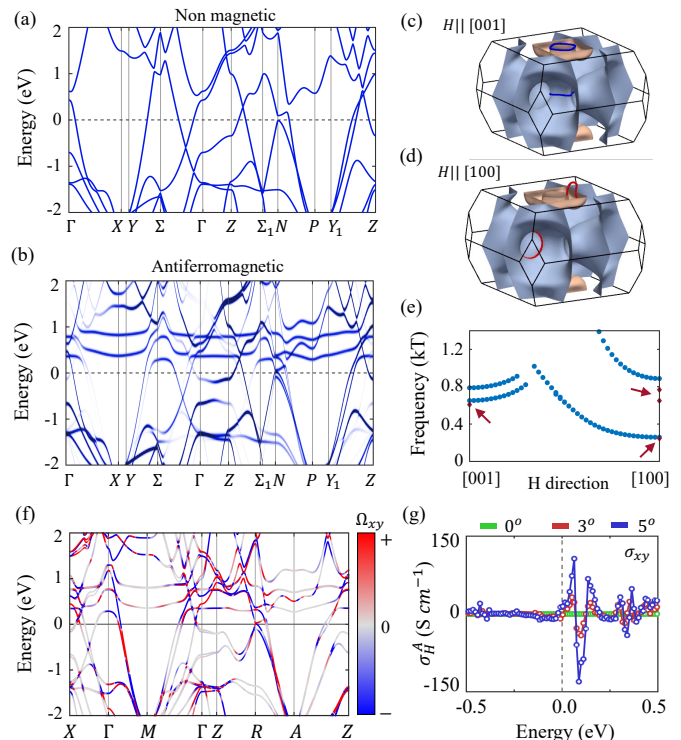 (a) Non magnetic
Energy (eV)
2
1
0
-1
-2
Γ X Y Σ Γ Z Σ₁ N P Y₁ Z
(b) Antiferromagnetic
Energy (eV)
2
1
0
-1
-2
Γ X Y Σ Γ Z Σ₁ N P Y₁ Z
(c)
H|| [001]
(d)
H|| [100]
(e)
Frequency (kT)
1.2
0.8
0.4
0
[001] [100]
H direction
(f)
Energy (eV)
2
1
0
-1
-2
X Γ M Γ Z R A Z
Ω_xy
+
0
−
(g) 0° 3° 5°
σ_xy
σ_H^A (S cm⁻¹)
150
0
-150
-0.5 0.0 0.5
Energy (eV)